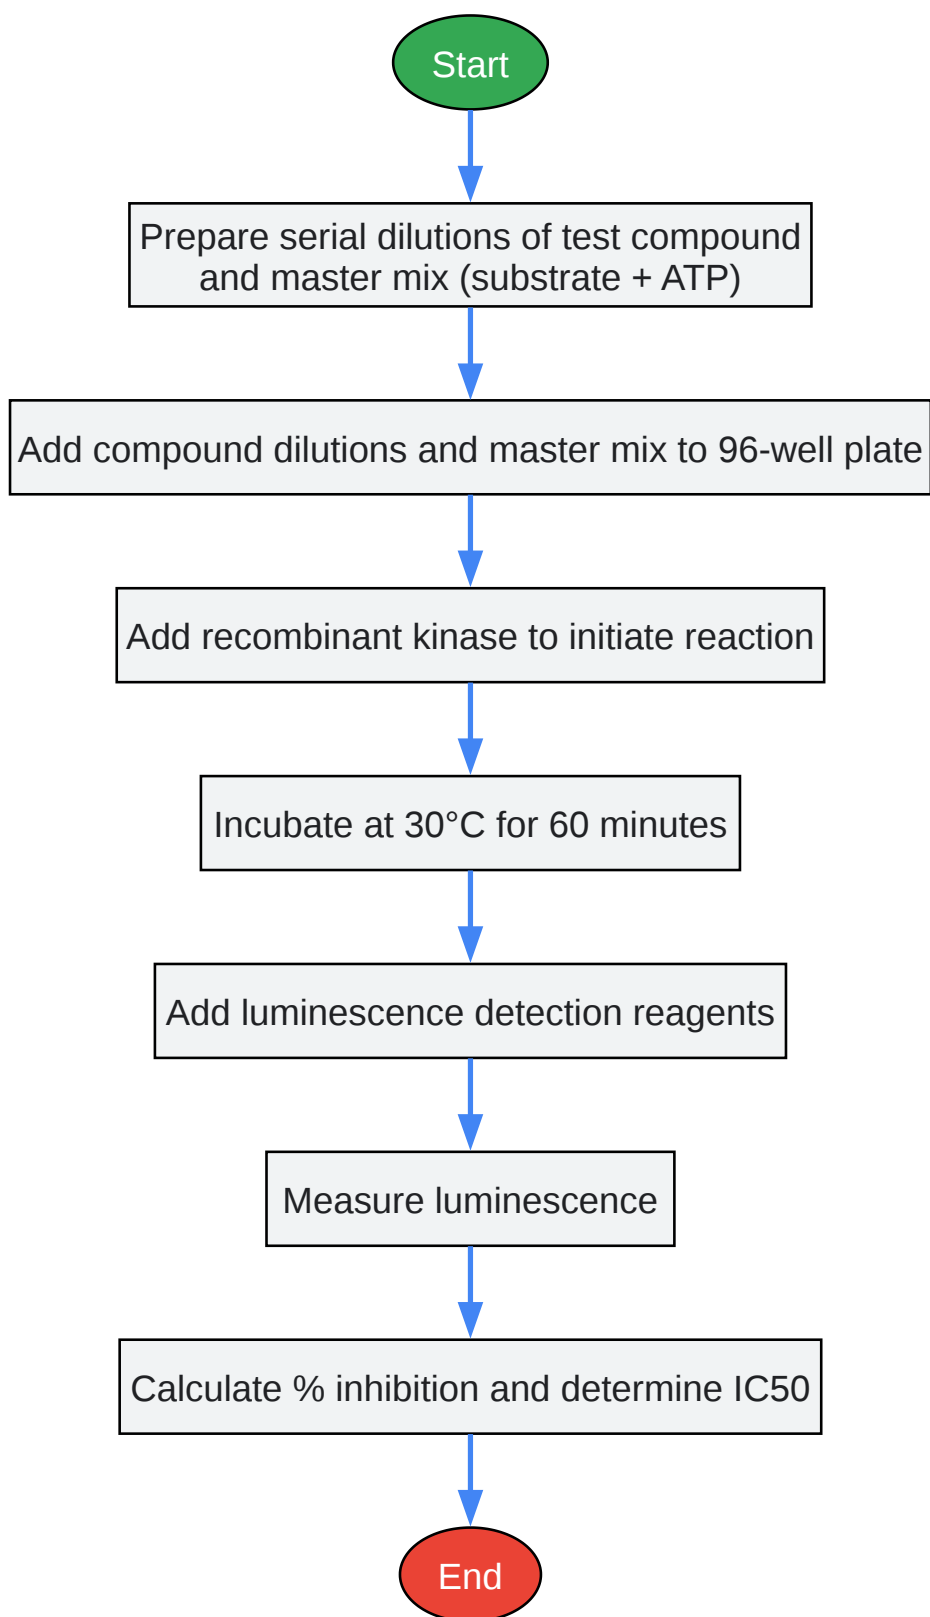 Start
Prepare serial dilutions of test compound
and master mix (substrate + ATP)
Add compound dilutions and master mix to 96-well plate
Add recombinant kinase to initiate reaction
Incubate at 30°C for 60 minutes
Add luminescence detection reagents
Measure luminescence
Calculate % inhibition and determine IC50
End